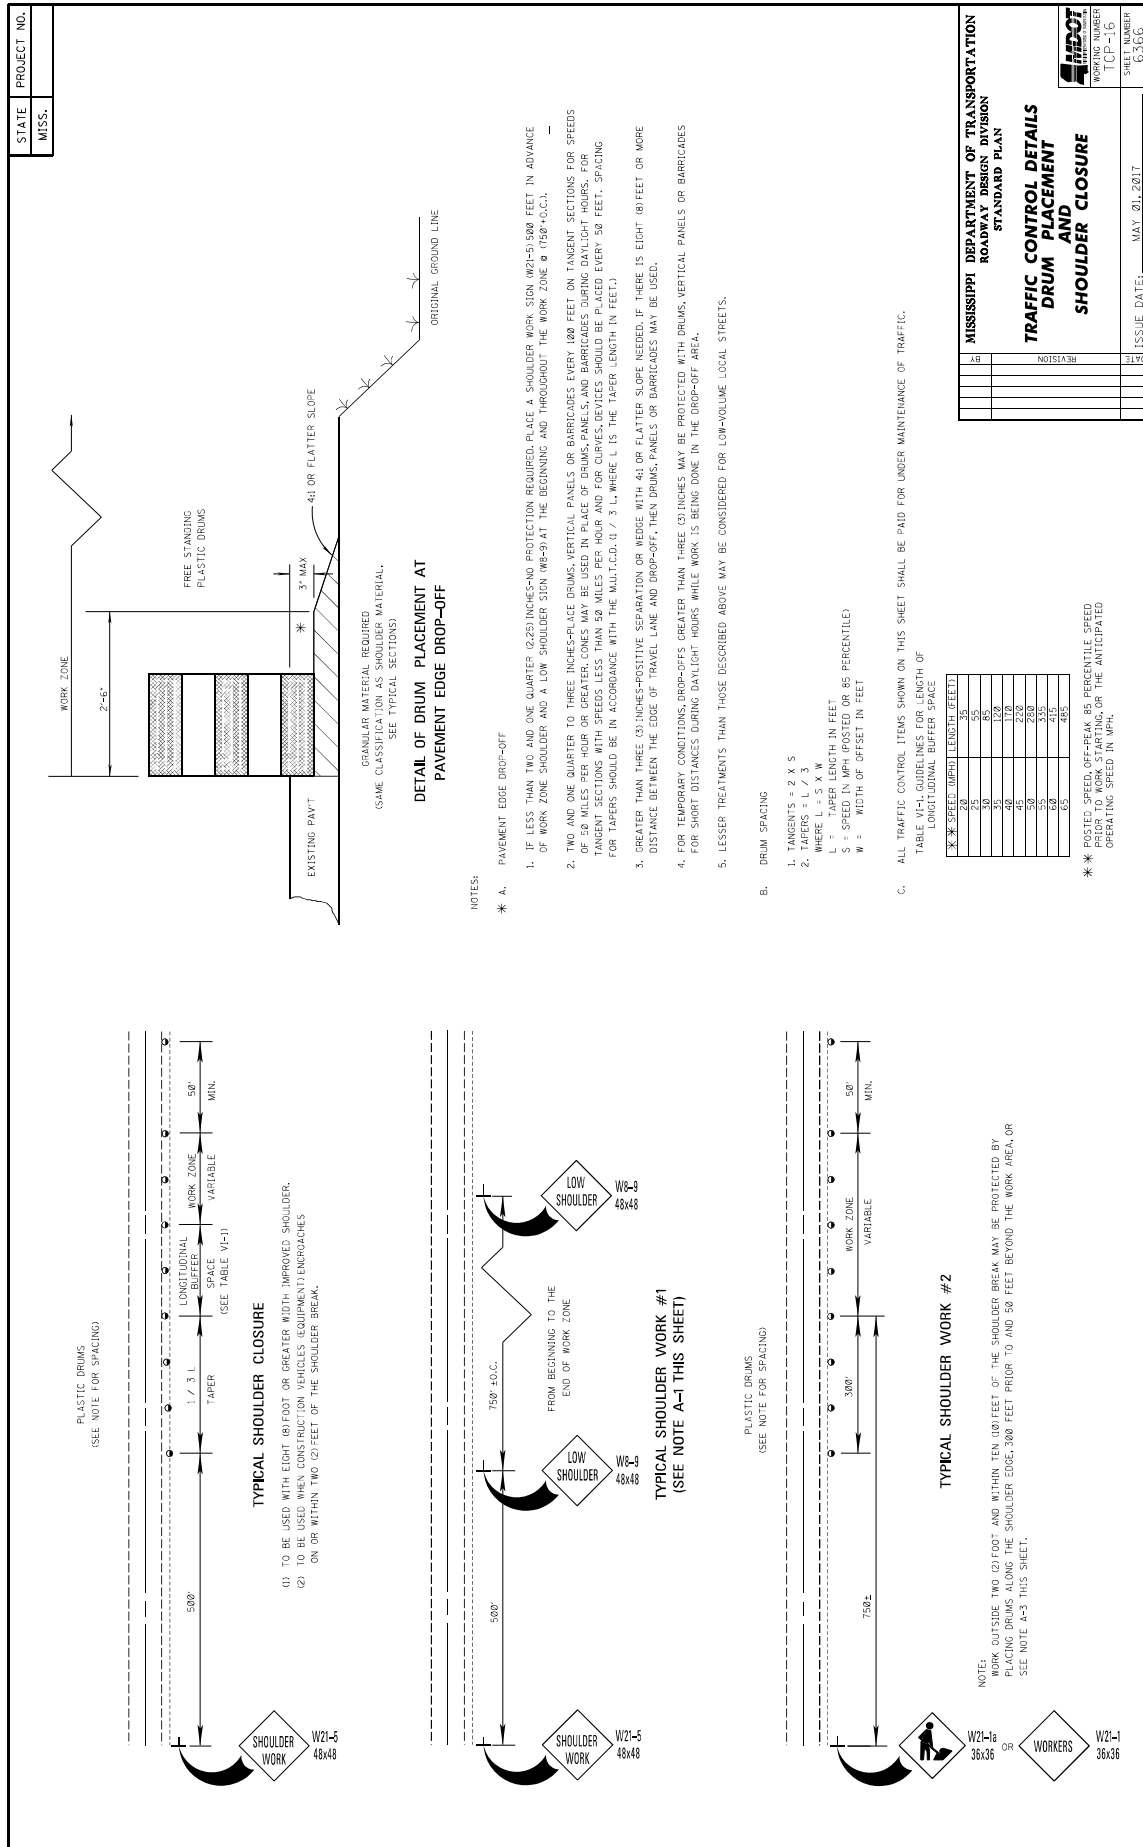 STATE PROJECT NO.
MISS.
PLASTIC DRUMS
(SEE NOTE FOR SPACING)
500'
1 / 3 L
TAPER
LONGITUDINAL
BUFFER
SPACE
(SEE TABLE VI-1)
WORK ZONE
VARIABLE
50'
MIN.
SHOULDER
WORK
W21-5
48x48
TYPICAL SHOULDER CLOSURE
(1) TO BE USED WITH EIGHT (8) FOOT OR GREATER WIDTH IMPROVED SHOULDER.
(2) TO BE USED WHEN CONSTRUCTION VEHICLES (EQUIPMENT) ENCROACHES
ON OR WITHIN TWO (2) FEET OF THE SHOULDER BREAK.
500'
750'±O.C.
FROM BEGINNING TO THE
END OF WORK ZONE
SHOULDER
WORK
W21-5
48x48
LOW
SHOULDER
W8-9
48x48
LOW
SHOULDER
W8-9
48x48
TYPICAL SHOULDER WORK #1
(SEE NOTE A-1 THIS SHEET)
PLASTIC DRUMS
(SEE NOTE FOR SPACING)
750±
300'
WORK ZONE
VARIABLE
50'
MIN.
W21-1a
36x36
OR
WORKERS
W21-1
36x36
TYPICAL SHOULDER WORK #2
NOTE:
WORK OUTSIDE TWO (2) FOOT AND WITHIN TEN (10) FEET OF THE SHOULDER BREAK MAY BE PROTECTED BY
PLACING DRUMS ALONG THE SHOULDER EDGE, 300 FEET PRIOR TO AND 50 FEET BEYOND THE WORK AREA, OR
SEE NOTE A-3 THIS SHEET.
WORK ZONE
2'-6"
FREE STANDING
PLASTIC DRUMS
* 3" MAX
4:1 OR FLATTER SLOPE
EXISTING PAV'T
ORIGINAL GROUND LINE
GRANULAR MATERIAL REQUIRED
(SAME CLASSIFICATION AS SHOULDER MATERIAL,
SEE TYPICAL SECTIONS)
DETAIL OF DRUM PLACEMENT AT
PAVEMENT EDGE DROP-OFF
NOTES:
* A. PAVEMENT EDGE DROP-OFF
1. IF LESS THAN TWO AND ONE QUARTER (2.25) INCHES-NO PROTECTION REQUIRED. PLACE A SHOULDER WORK SIGN (W21-5) 500 FEET IN ADVANCE
OF WORK ZONE SHOULDER AND A LOW SHOULDER SIGN (W8-9) AT THE BEGINNING AND THROUGHOUT THE WORK ZONE @ (750'+O.C.).
2. TWO AND ONE QUARTER TO THREE INCHES-PLACE DRUMS, VERTICAL PANELS OR BARRICADES EVERY 100 FEET ON TANGENT SECTIONS FOR SPEEDS
OF 50 MILES PER HOUR OR GREATER. CONES MAY BE USED IN PLACE OF DRUMS, PANELS, AND BARRICADES DURING DAYLIGHT HOURS. FOR
TANGENT SECTIONS WITH SPEEDS LESS THAN 50 MILES PER HOUR AND FOR CURVES, DEVICES SHOULD BE PLACED EVERY 50 FEET. SPACING
FOR TAPERS SHOULD BE IN ACCORDANCE WITH THE M.U.T.C.D. (1 / 3 L, WHERE L IS THE TAPER LENGTH IN FEET.)
3. GREATER THAN THREE (3) INCHES-POSITIVE SEPARATION OR WEDGE WITH 4:1 OR FLATTER SLOPE NEEDED. IF THERE IS EIGHT (8) FEET OR MORE
DISTANCE BETWEEN THE EDGE OF TRAVEL LANE AND DROP-OFF, THEN DRUMS, PANELS OR BARRICADES MAY BE USED.
4. FOR TEMPORARY CONDITIONS, DROP-OFFS GREATER THAN THREE (3) INCHES MAY BE PROTECTED WITH DRUMS, VERTICAL PANELS OR BARRICADES
FOR SHORT DISTANCES DURING DAYLIGHT HOURS WHILE WORK IS BEING DONE IN THE DROP-OFF AREA.
5. LESSER TREATMENTS THAN THOSE DESCRIBED ABOVE MAY BE CONSIDERED FOR LOW-VOLUME LOCAL STREETS.
B. DRUM SPACING
1. TANGENTS = 2 X S
2. TAPERS = L / 3
WHERE L = S X W
L = TAPER LENGTH IN FEET
S = SPEED IN MPH (POSTED OR 85 PERCENTILE)
W = WIDTH OF OFFSET IN FEET
C. ALL TRAFFIC CONTROL ITEMS SHOWN ON THIS SHEET SHALL BE PAID FOR UNDER MAINTENANCE OF TRAFFIC.
TABLE VI-1. GUIDELINES FOR LENGTH OF
LONGITUDINAL BUFFER SPACE
** SPEED (MPH) LENGTH (FEET)
20 35
25 55
30 85
35 120
40 170
45 220
50 280
55 335
60 415
65 485
** POSTED SPEED, OFF-PEAK 85 PERCENTILE SPEED
PRIOR TO WORK STARTING, OR THE ANTICIPATED
OPERATING SPEED IN MPH.
BY
REVISION
DATE
MISSISSIPPI DEPARTMENT OF TRANSPORTATION
ROADWAY DESIGN DIVISION
STANDARD PLAN
TRAFFIC CONTROL DETAILS
DRUM PLACEMENT
AND
SHOULDER CLOSURE
MDOT
WORKING NUMBER
TCP-16
SHEET NUMBER
6366
ISSUE DATE: MAY 01, 2017